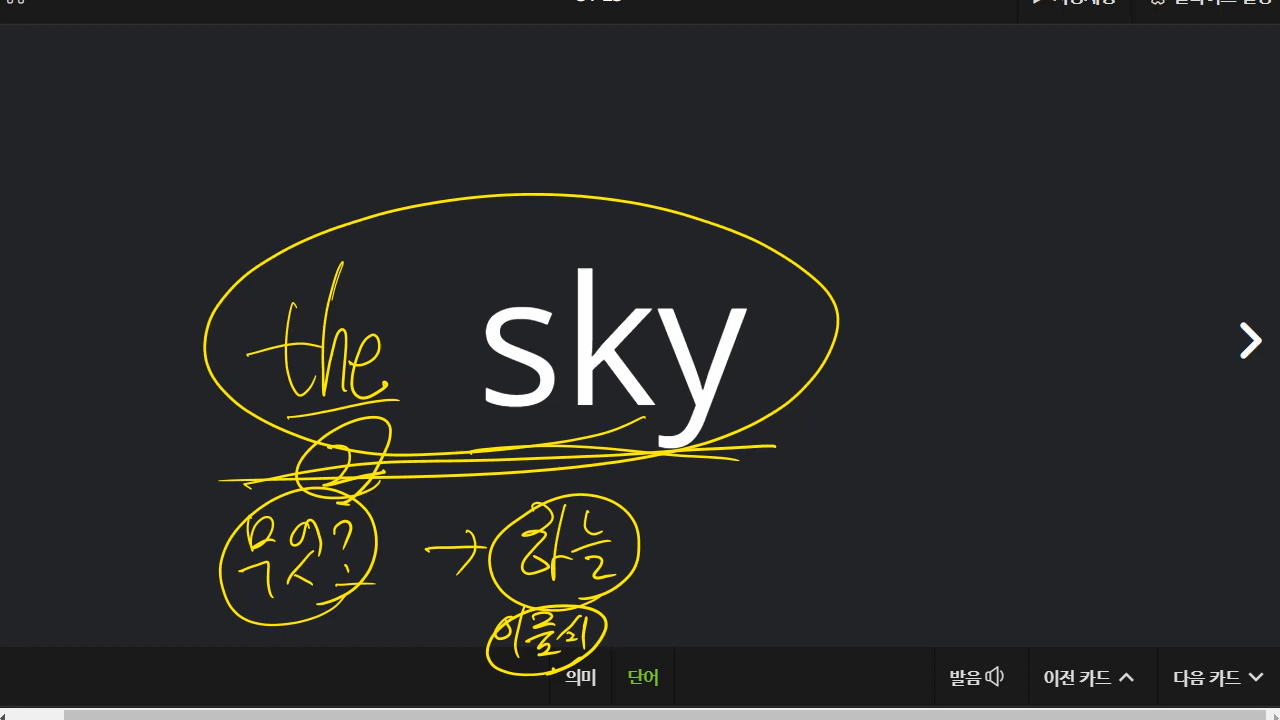 the sky
무엇? → 하늘
이름씨
의미 단어 발음 이전 카드 다음 카드